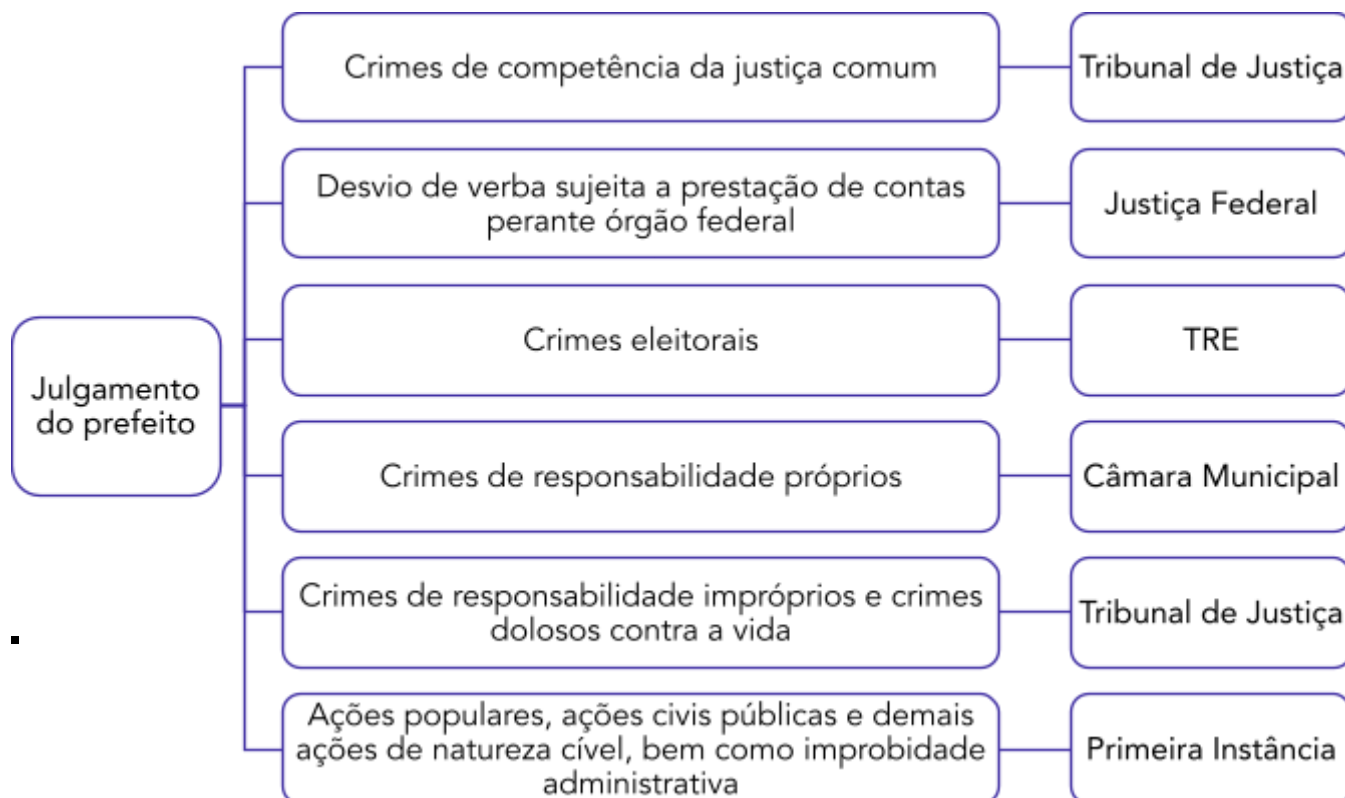 Crimes de competência da justiça comum
Tribunal de Justiça
Desvio de verba sujeita a prestação de contas
perante órgão federal
Justiça Federal
Crimes eleitorais
TRE
Julgamento
do prefeito
Crimes de responsabilidade próprios
Câmara Municipal
Crimes de responsabilidade impróprios e crimes
dolosos contra a vida
Tribunal de Justiça
Ações populares, ações civis públicas e demais
ações de natureza cível, bem como improbidade
administrativa
Primeira Instância